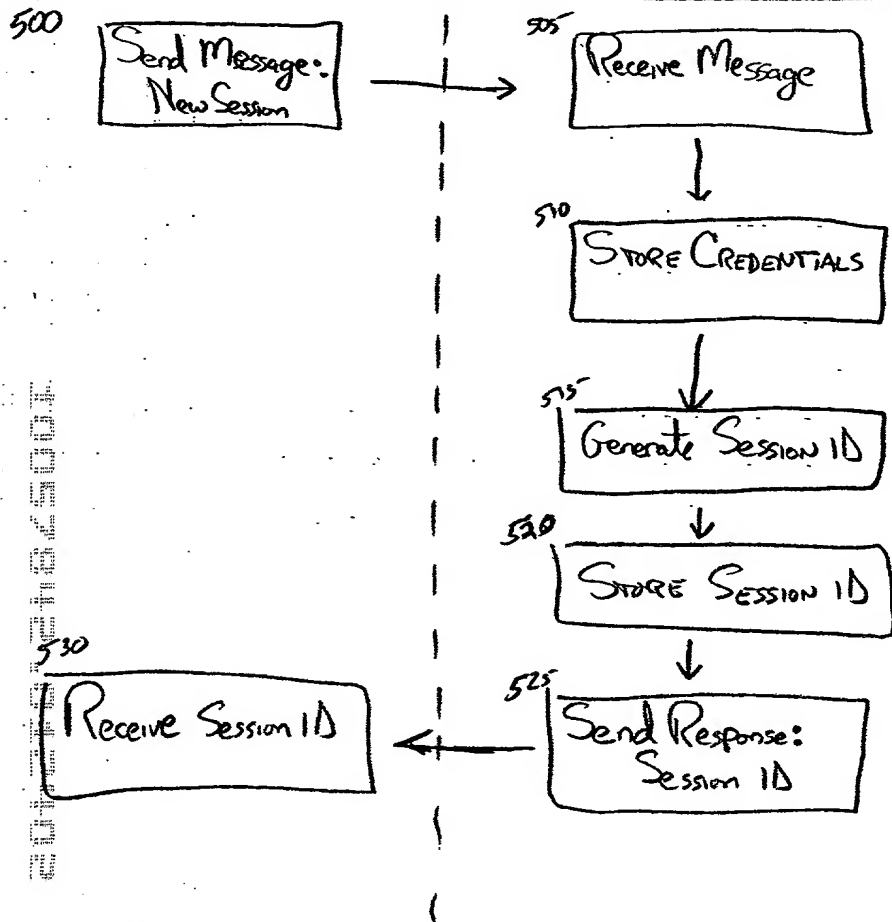 500
Send Message:
New Session
505
Receive Message
510
STORE CREDENTIALS
515
Generate Session ID
520
STORE SESSION ID
525
Send Response:
Session ID
530
Receive Session ID